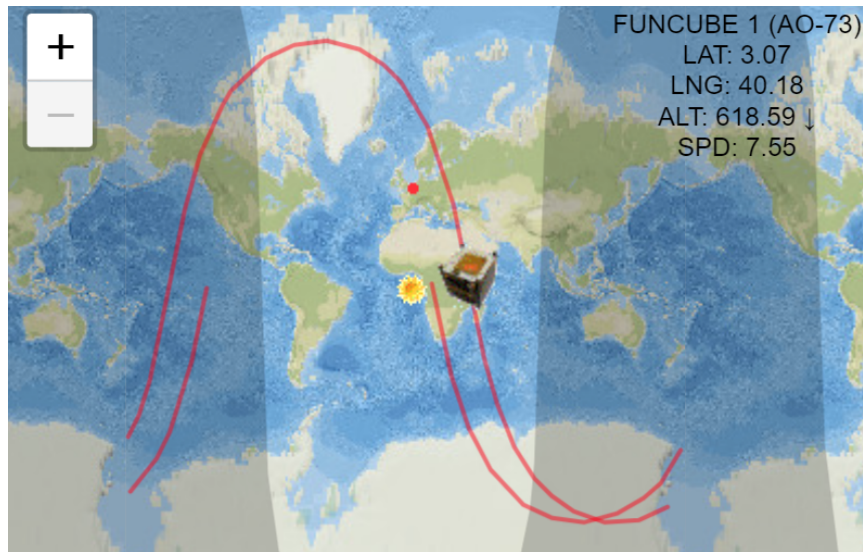 +
−
FUNCUBE 1 (AO-73)
LAT: 3.07
LNG: 40.18
ALT: 618.59 ↓
SPD: 7.55